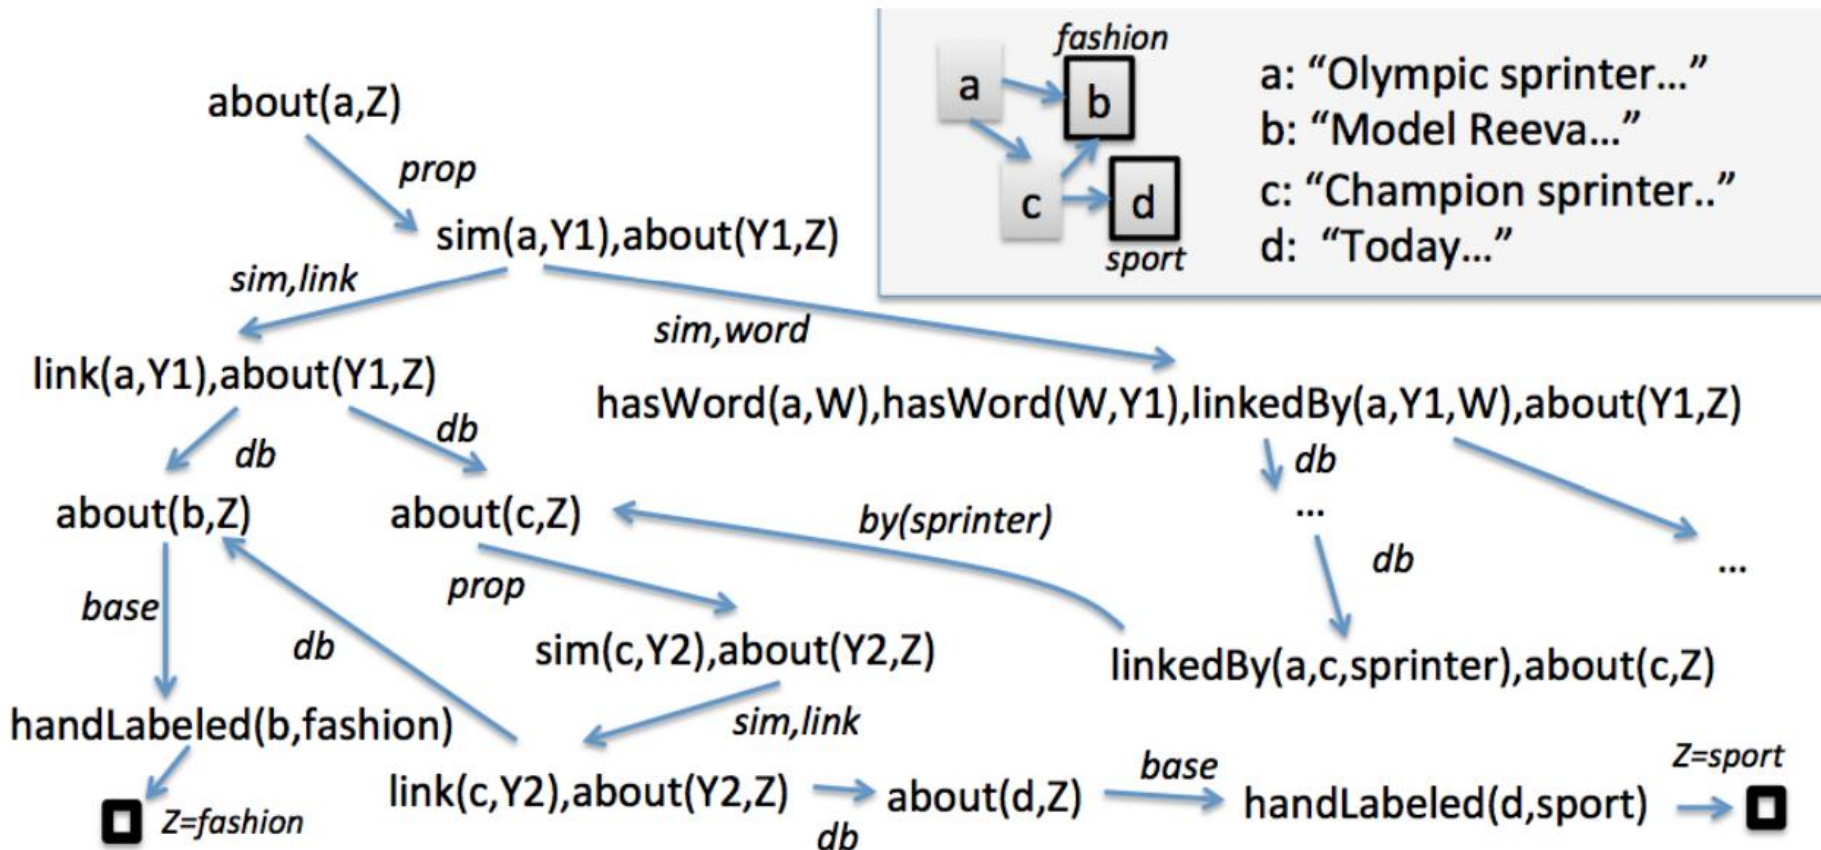 fashion
a
b
c
d
sport
a: “Olympic sprinter...”
b: “Model Reeva...”
c: “Champion sprinter..”
d: “Today...”
about(a,Z)
prop
sim(a,Y1),about(Y1,Z)
sim,link
sim,word
link(a,Y1),about(Y1,Z)
hasWord(a,W),hasWord(W,Y1),linkedBy(a,Y1,W),about(Y1,Z)
db
db
db
about(b,Z)
about(c,Z)
by(sprinter)
...
...
db
base
prop
db
sim(c,Y2),about(Y2,Z)
linkedBy(a,c,sprinter),about(c,Z)
handLabeled(b,fashion)
sim,link
Z=fashion
link(c,Y2),about(Y2,Z)
db
about(d,Z)
base
handLabeled(d,sport)
Z=sport